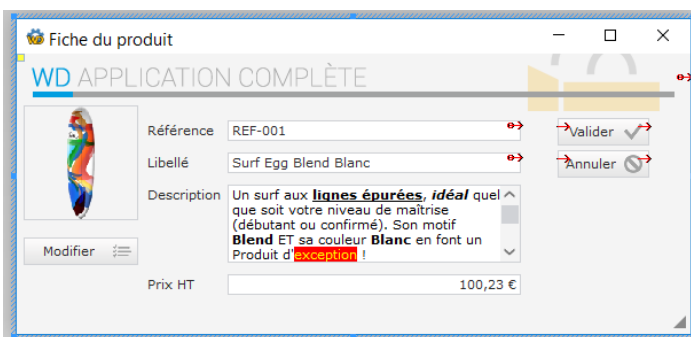 Fiche du produit
WD APPLICATION COMPLÈTE
Référence REF-001 Valider
Libellé Surf Egg Blend Blanc Annuler
Description Un surf aux lignes épurées, idéal quel
que soit votre niveau de maîtrise
(débutant ou confirmé). Son motif
Blend ET sa couleur Blanc en font un
Produit d'exception !
Modifier
Prix HT 100,23 €